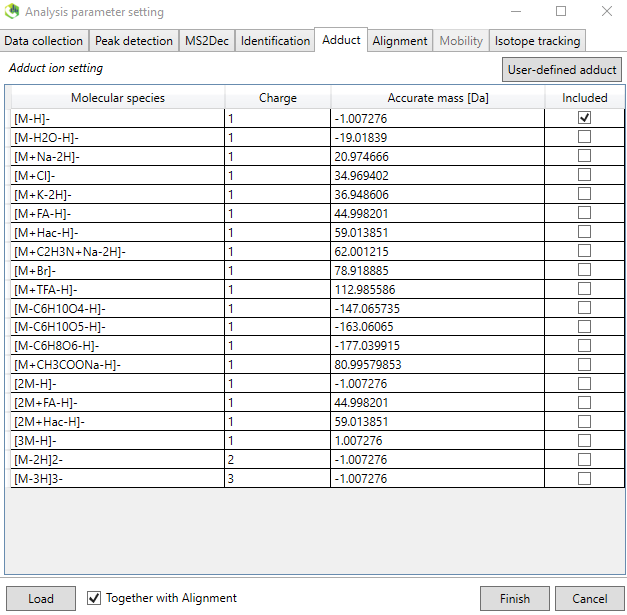 Analysis parameter setting
Data collection Peak detection MS2Dec Identification Adduct Alignment Mobility Isotope tracking
Adduct ion setting
User-defined adduct
Molecular species Charge Accurate mass [Da] Included
[M-H]- 1 -1.007276
[M-H2O-H]- 1 -19.01839
[M+Na-2H]- 1 20.974666
[M+Cl]- 1 34.969402
[M+K-2H]- 1 36.948606
[M+FA-H]- 1 44.998201
[M+Hac-H]- 1 59.013851
[M+C2H3N+Na-2H]- 1 62.001215
[M+Br]- 1 78.918885
[M+TFA-H]- 1 112.985586
[M-C6H10O4-H]- 1 -147.065735
[M-C6H10O5-H]- 1 -163.06065
[M-C6H8O6-H]- 1 -177.039915
[M+CH3COONa-H]- 1 80.99579853
[2M-H]- 1 -1.007276
[2M+FA-H]- 1 44.998201
[2M+Hac-H]- 1 59.013851
[3M-H]- 1 1.007276
[M-2H]2- 2 -1.007276
[M-3H]3- 3 -1.007276
Load Together with Alignment Finish Cancel